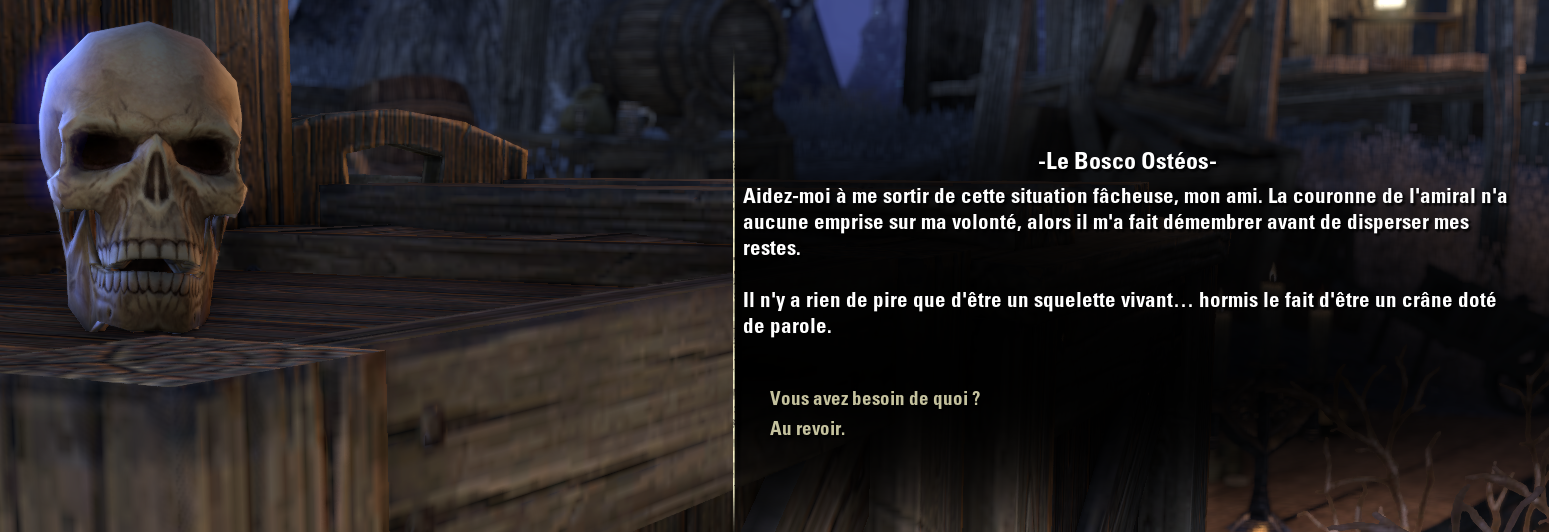 -Le Bosco Ostéos-
Aidez-moi à me sortir de cette situation fâcheuse, mon ami. La couronne de l'amiral n'a
aucune emprise sur ma volonté, alors il m'a fait démembrer avant de disperser mes
restes.
Il n'y a rien de pire que d'être un squelette vivant… hormis le fait d'être un crâne doté
de parole.
Vous avez besoin de quoi ?
Au revoir.